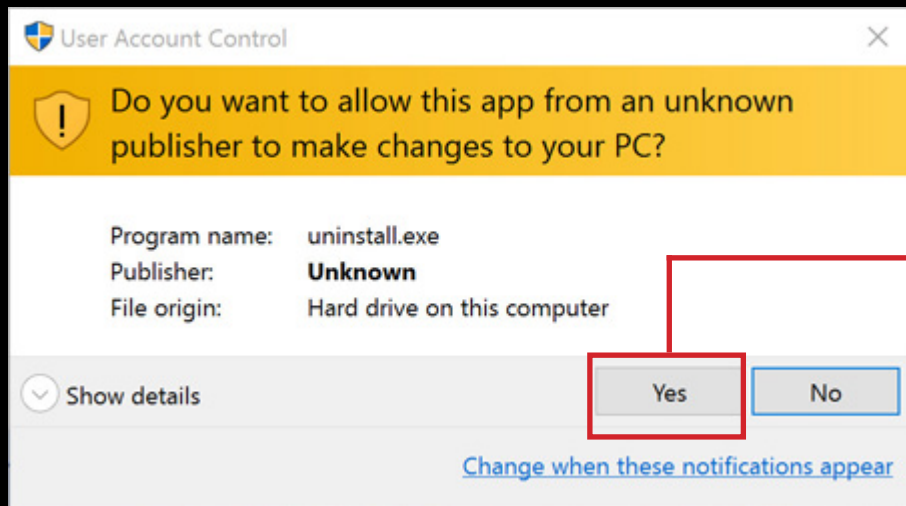 User Account Control
Do you want to allow this app from an unknown
publisher to make changes to your PC?
Program name: uninstall.exe
Publisher: Unknown
File origin: Hard drive on this computer
Show details
Yes
No
Change when these notifications appear